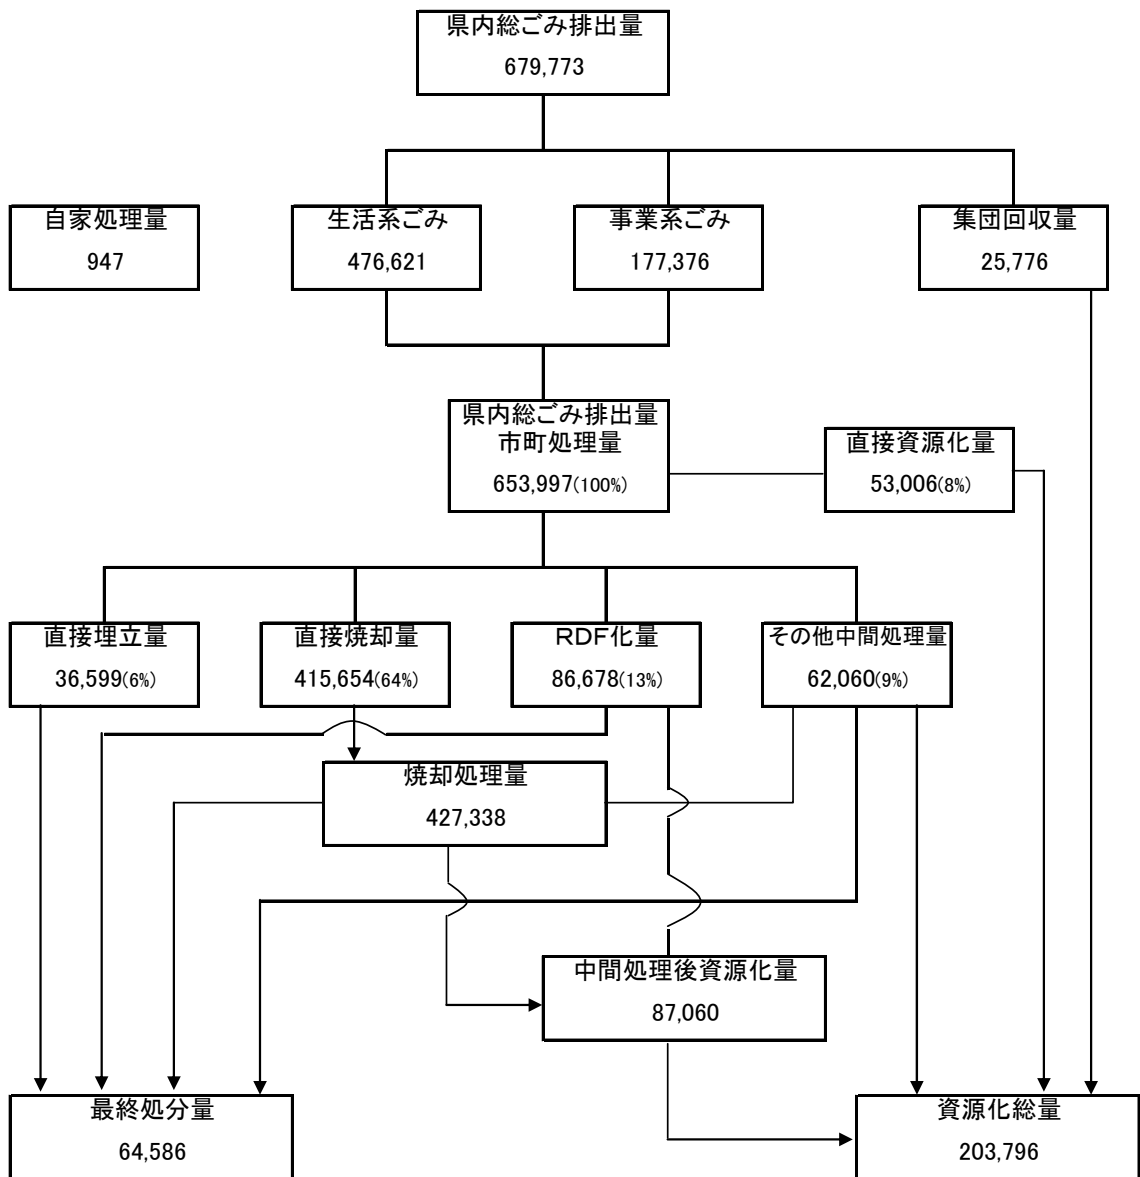 県内総ごみ排出量
679,773
自家処理量
947
生活系ごみ
476,621
事業系ごみ
177,376
集団回収量
25,776
県内総ごみ排出量
市町処理量
653,997(100%)
直接資源化量
53,006(8%)
直接埋立量
36,599(6%)
直接焼却量
415,654(64%)
RDF化量
86,678(13%)
その他中間処理量
62,060(9%)
焼却処理量
427,338
中間処理後資源化量
87,060
最終処分量
64,586
資源化総量
203,796